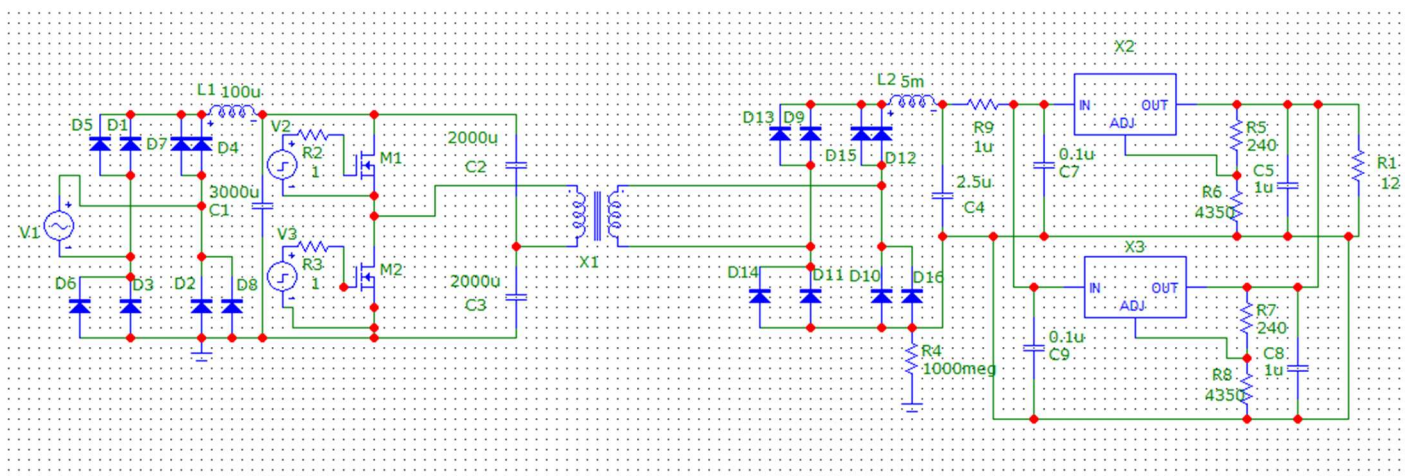 X2
L1 100u
L2 5m
D5 D1 D7 D4
V2
R2
1
M1
2000u
C2
D13 D9
D15 D12
R9
1u
IN OUT
ADJ
R5
240
0.1u
C7
C5
1u
R1
12
3000u
C1
2.5u
C4
R6
4350
V1
V3
R3
1
M2
X1
X3
D6 D3 D2 D8
2000u
C3
D14 D11 D10 D16
IN OUT
ADJ
R7
240
0.1u
C9
C8
1u
R4
1000meg
R8
4350